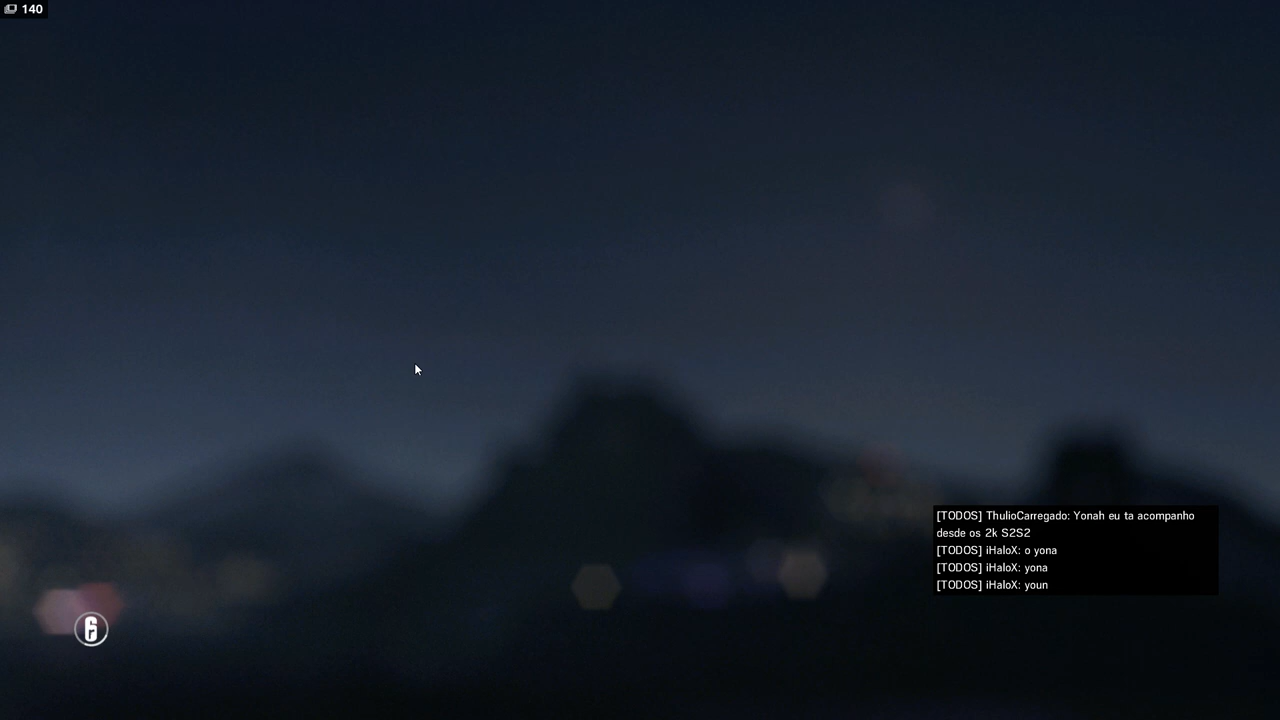 140
[TODOS] ThulioCarregado: Yonah eu ta acompanho
desde os 2k S2S2
[TODOS] iHaloX: o yona
[TODOS] iHaloX: yona
[TODOS] iHaloX: youn
6